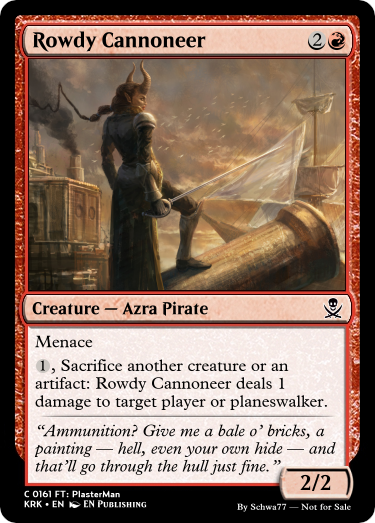 Rowdy Cannoneer 2
Creature — Azra Pirate
Menace
1, Sacrifice another creature or an
artifact: Rowdy Cannoneer deals 1
damage to target player or planeswalker.
“Ammunition? Give me a bale o’ bricks, a
painting — hell, even your own hide — and
that’ll go through the hull just fine.”
2/2
C 0161 FT: PlasterMan
KRK • EN EN Publishing
By Schwa77 — Not for Sale